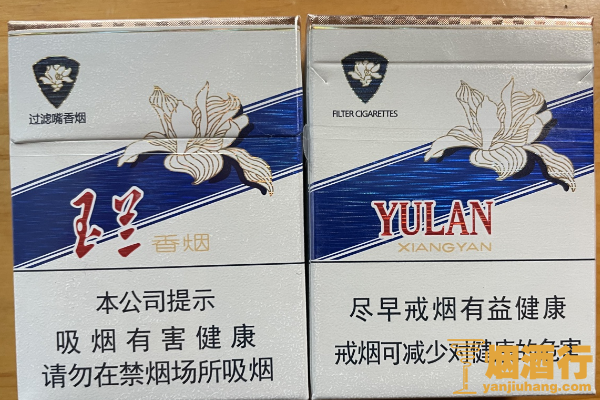 过滤嘴香烟
玉兰
香烟
本公司提示
吸烟有害健康
请勿在禁烟场所吸烟
FILTER CIGARETTES
YULAN
XIANGYAN
尽早戒烟有益健康
戒烟可减少对健康的危害
烟酒行
yanjiuhang.com